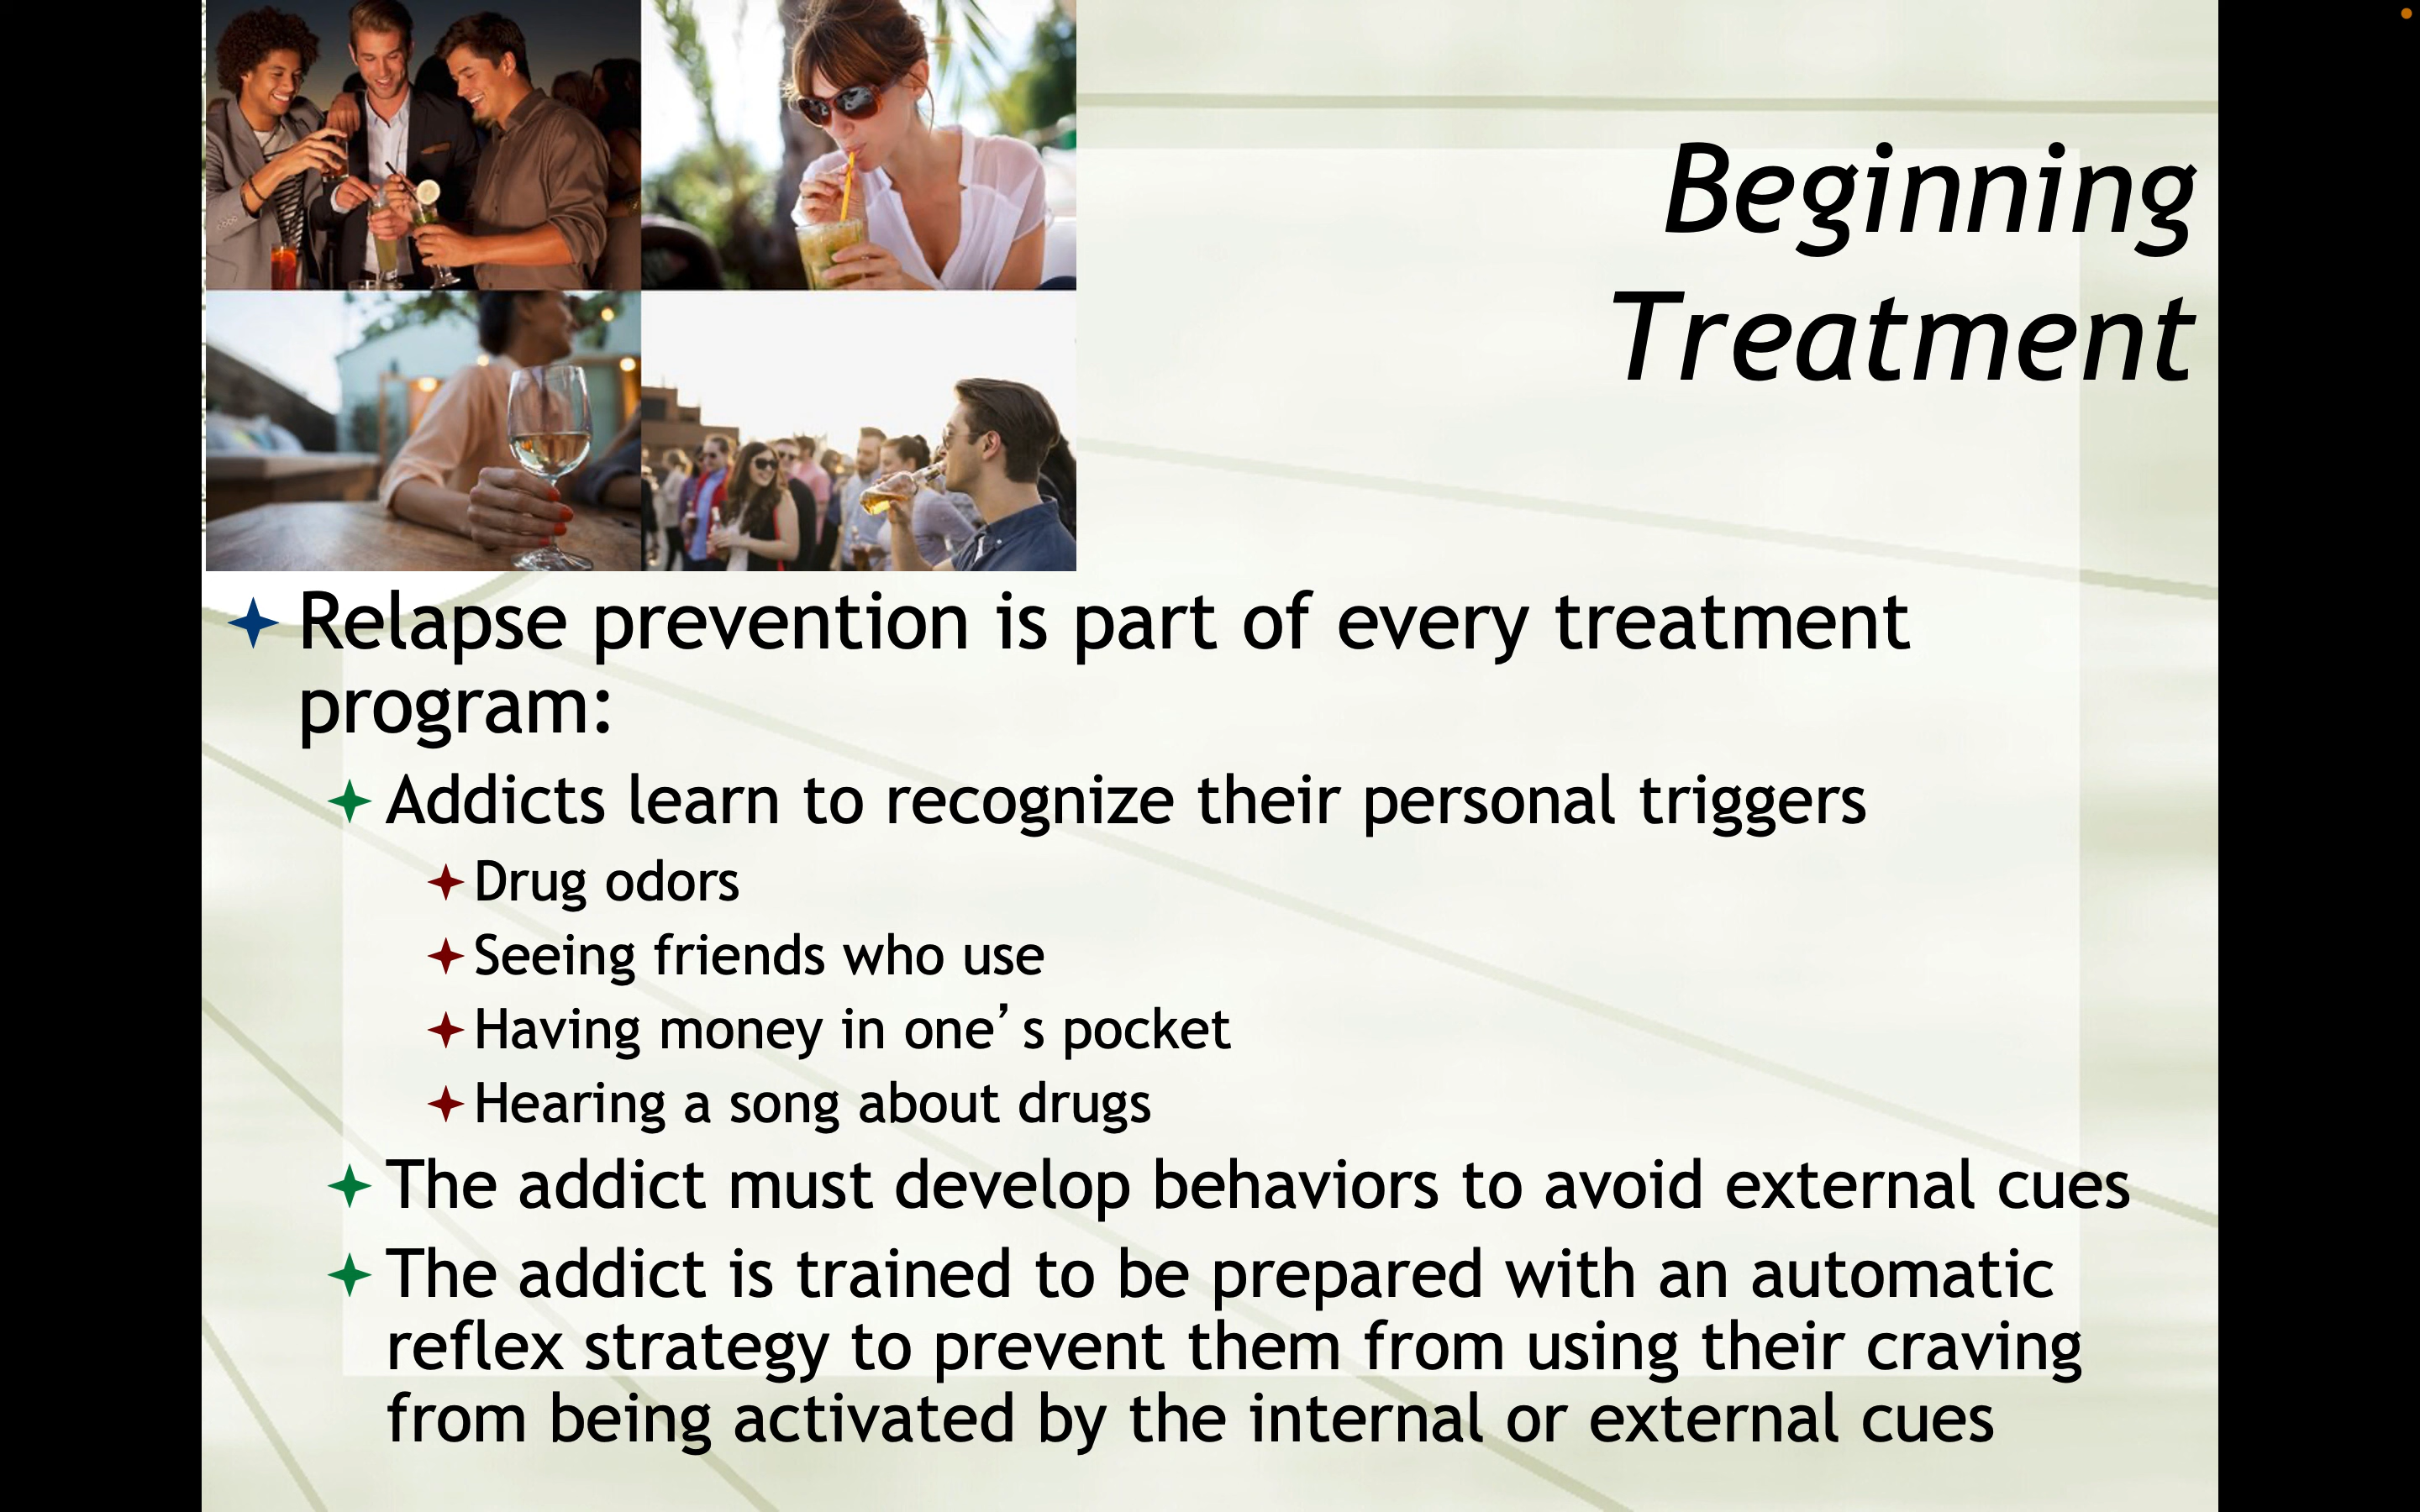 Beginning
Treatment
Relapse prevention is part of every treatment
program:
Addicts learn to recognize their personal triggers
Drug odors
Seeing friends who use
Having money in one’s pocket
Hearing a song about drugs
The addict must develop behaviors to avoid external cues
The addict is trained to be prepared with an automatic
reflex strategy to prevent them from using their craving
from being activated by the internal or external cues